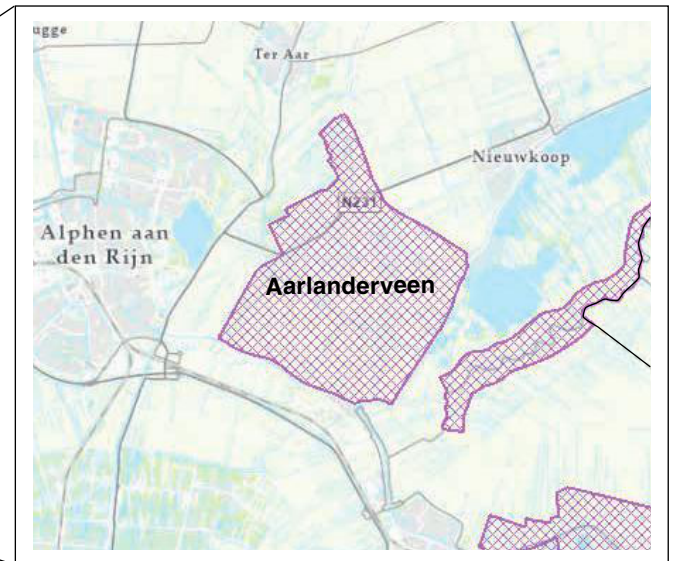 ugge
Ter Aar
Nieuwkoop
N231
Alphen aan
den Rijn
Aarlanderveen